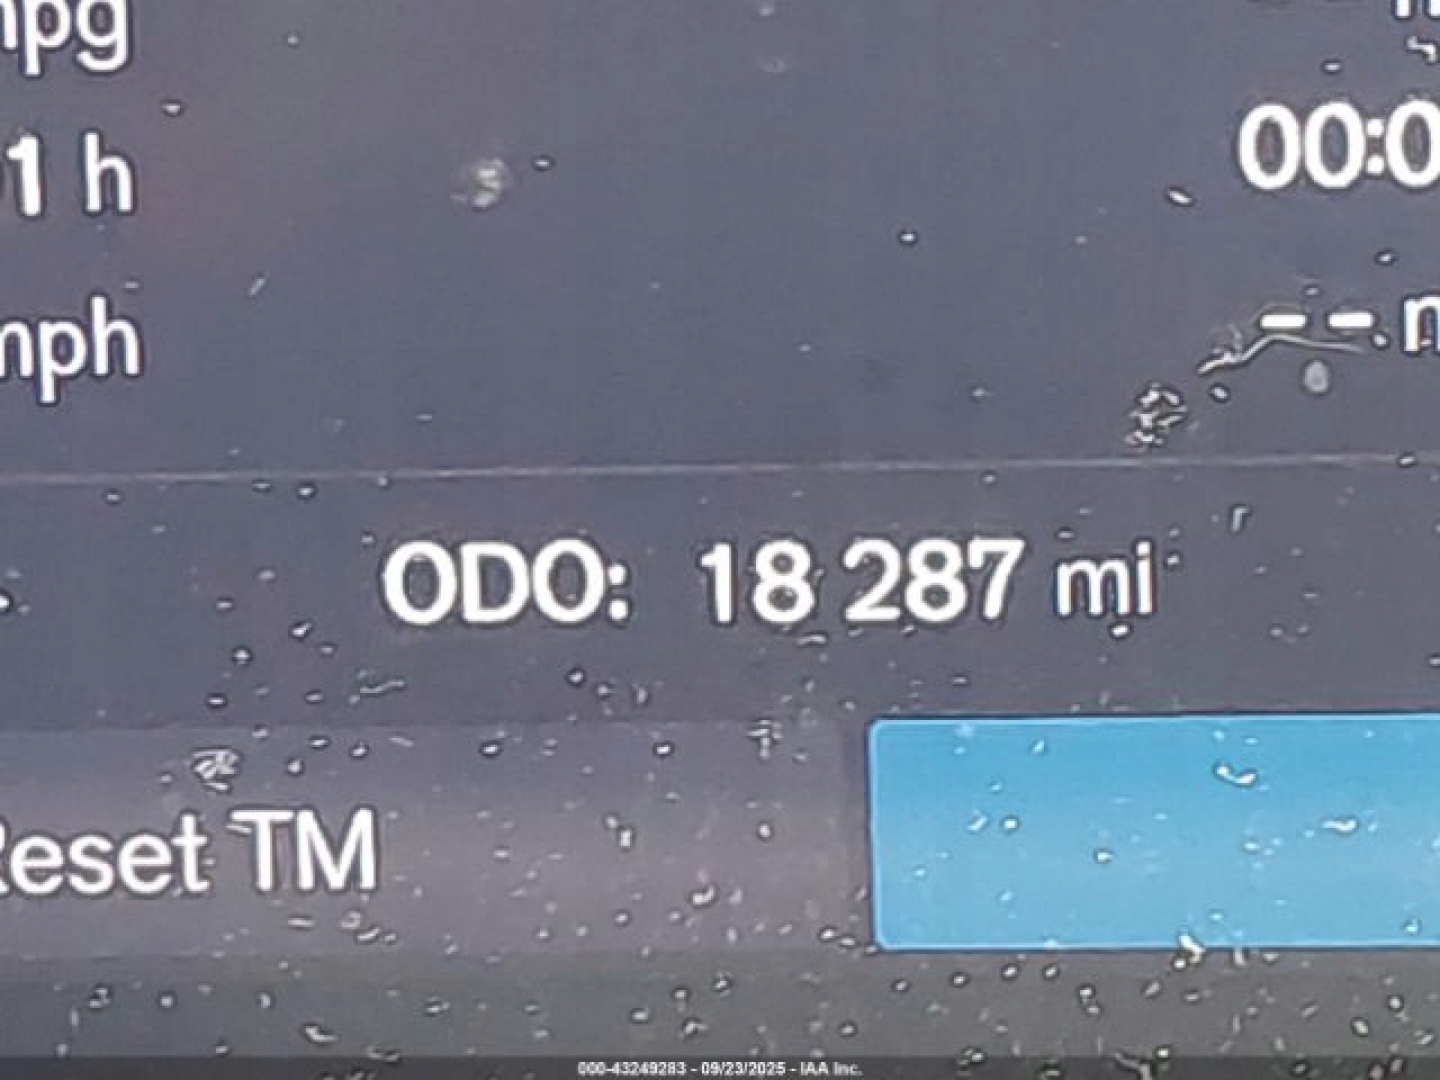 mpg
1 h
00:0
mph
-- 
ODO: 18 287 mi
Reset TM
000-43249283 - 09/23/2025 - IAA Inc.